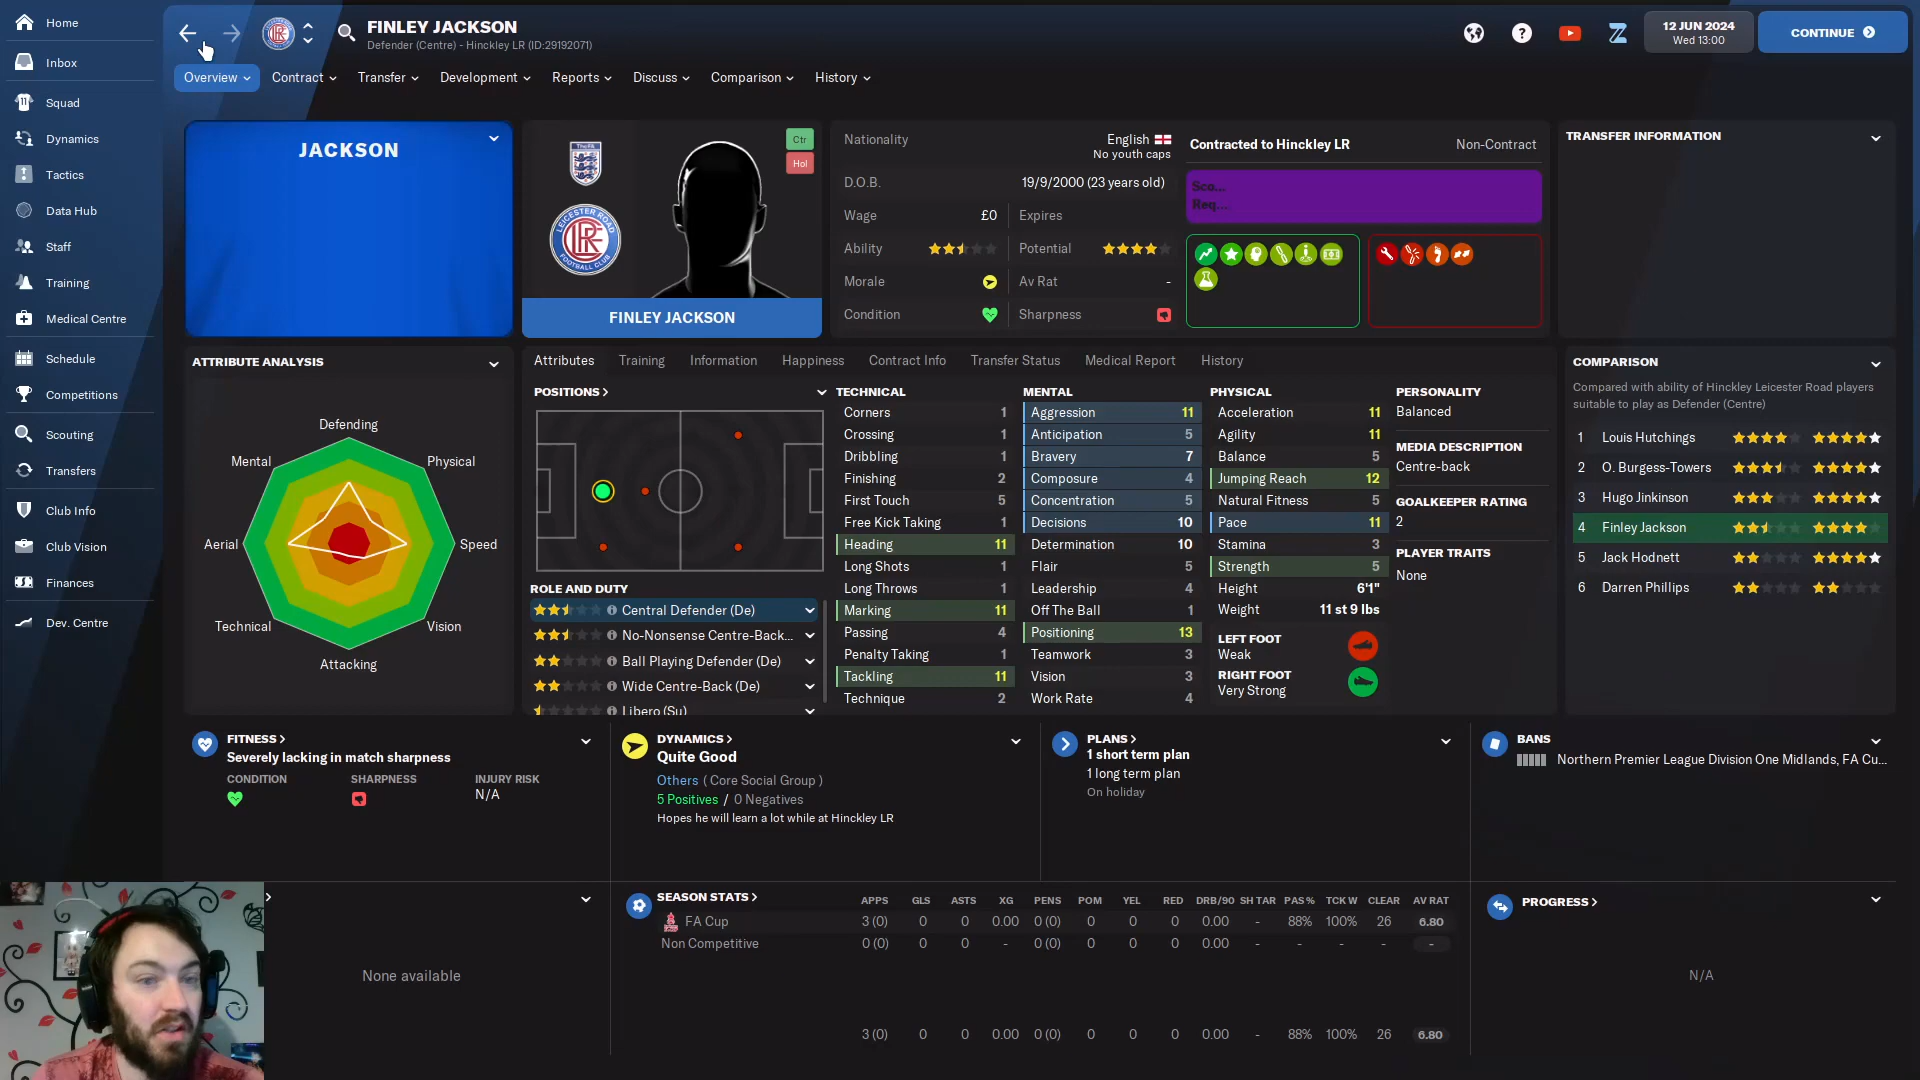 Home
Inbox
Squad
Dynamics
Tactics
Data Hub
Staff
Training
Medical Centre
Schedule
Competitions
Scouting
Transfers
Club Info
Club Vision
Finances
Dev. Centre
FINLEY JACKSON
Defender (Centre) - Hinckley LR (ID:29192071)
12 JUN 2024
Wed 13:00
CONTINUE
Overview Contract Transfer Development Reports Discuss Comparison History
JACKSON
Ctr
Hol
LEICESTER ROAD
FOOTBALL CLUB
FINLEY JACKSON
Nationality English
No youth caps
D.O.B. 19/9/2000 (23 years old)
Wage £0 Expires
Ability Potential
Morale Av Rat -
Condition Sharpness
Contracted to Hinckley LR Non-Contract
Sco...
Req...
TRANSFER INFORMATION
ATTRIBUTE ANALYSIS
Defending
Physical
Speed
Vision
Attacking
Technical
Aerial
Mental
Attributes Training Information Happiness Contract Info Transfer Status Medical Report History
POSITIONS >
ROLE AND DUTY
Central Defender (De)
No-Nonsense Centre-Back...
Ball Playing Defender (De)
Wide Centre-Back (De)
Libero (Su)
TECHNICAL
Corners 1
Crossing 1
Dribbling 1
Finishing 2
First Touch 5
Free Kick Taking 1
Heading 11
Long Shots 1
Long Throws 1
Marking 11
Passing 4
Penalty Taking 1
Tackling 11
Technique 2
MENTAL
Aggression 11
Anticipation 5
Bravery 7
Composure 4
Concentration 5
Decisions 10
Determination 10
Flair 5
Leadership 4
Off The Ball 1
Positioning 13
Teamwork 3
Vision 3
Work Rate 4
PHYSICAL
Acceleration 11
Agility 11
Balance 5
Jumping Reach 12
Natural Fitness 5
Pace 11
Stamina 3
Strength 5
Height 6'1"
Weight 11 st 9 lbs
LEFT FOOT
Weak
RIGHT FOOT
Very Strong
PERSONALITY
Balanced
MEDIA DESCRIPTION
Centre-back
GOALKEEPER RATING
2
PLAYER TRAITS
None
COMPARISON
Compared with ability of Hinckley Leicester Road players
suitable to play as Defender (Centre)
1 Louis Hutchings
2 O. Burgess-Towers
3 Hugo Jinkinson
4 Finley Jackson
5 Jack Hodnett
6 Darren Phillips
FITNESS >
Severely lacking in match sharpness
CONDITION SHARPNESS INJURY RISK
N/A
DYNAMICS >
Quite Good
Others ( Core Social Group )
5 Positives / 0 Negatives
Hopes he will learn a lot while at Hinckley LR
PLANS >
1 short term plan
1 long term plan
On holiday
BANS
Northern Premier League Division One Midlands, FA Cu...
>
None available
SEASON STATS > APPS GLS ASTS XG PENS POM YEL RED DRB/90 SH TAR PAS % TCK W CLEAR AV RAT
FA Cup 3 (0) 0 0 0.00 0 (0) 0 0 0 0.00 - 88% 100% 26 6.80
Non Competitive 0 (0) 0 0 - 0 (0) 0 0 0 0.00 - - - - -
3 (0) 0 0 0.00 0 (0) 0 0 0 0.00 - 88% 100% 26 6.80
PROGRESS >
N/A